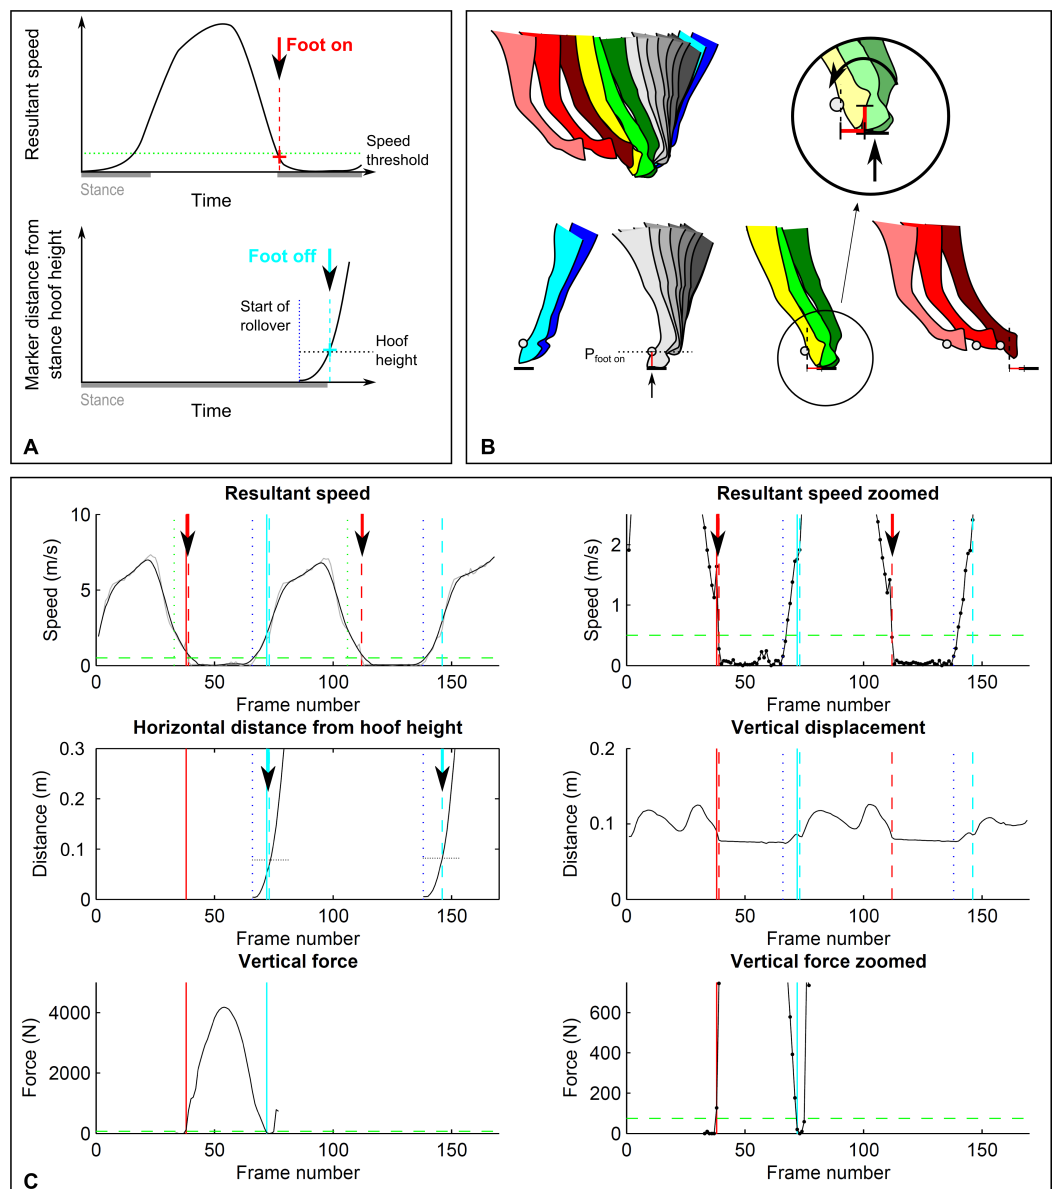 Resultant speed
Foot on
Speed
threshold
Stance
Time
Marker distance from
stance hoof height
Foot off
Start of
rollover
Hoof
height
Stance
Time
A
P foot on
B
Resultant speed
Speed (m/s)
10
5
0
0
50
100
150
Frame number
Resultant speed zoomed
Speed (m/s)
2
1
0
0
50
100
150
Frame number
Horizontal distance from hoof height
Distance (m)
0.3
0.2
0.1
0
0
50
100
150
Frame number
Vertical displacement
Distance (m)
0.2
0.1
0
0
50
100
150
Frame number
Vertical force
Force (N)
4000
2000
0
0
50
100
150
Frame number
Vertical force zoomed
Force (N)
600
400
200
0
0
50
100
150
Frame number
C